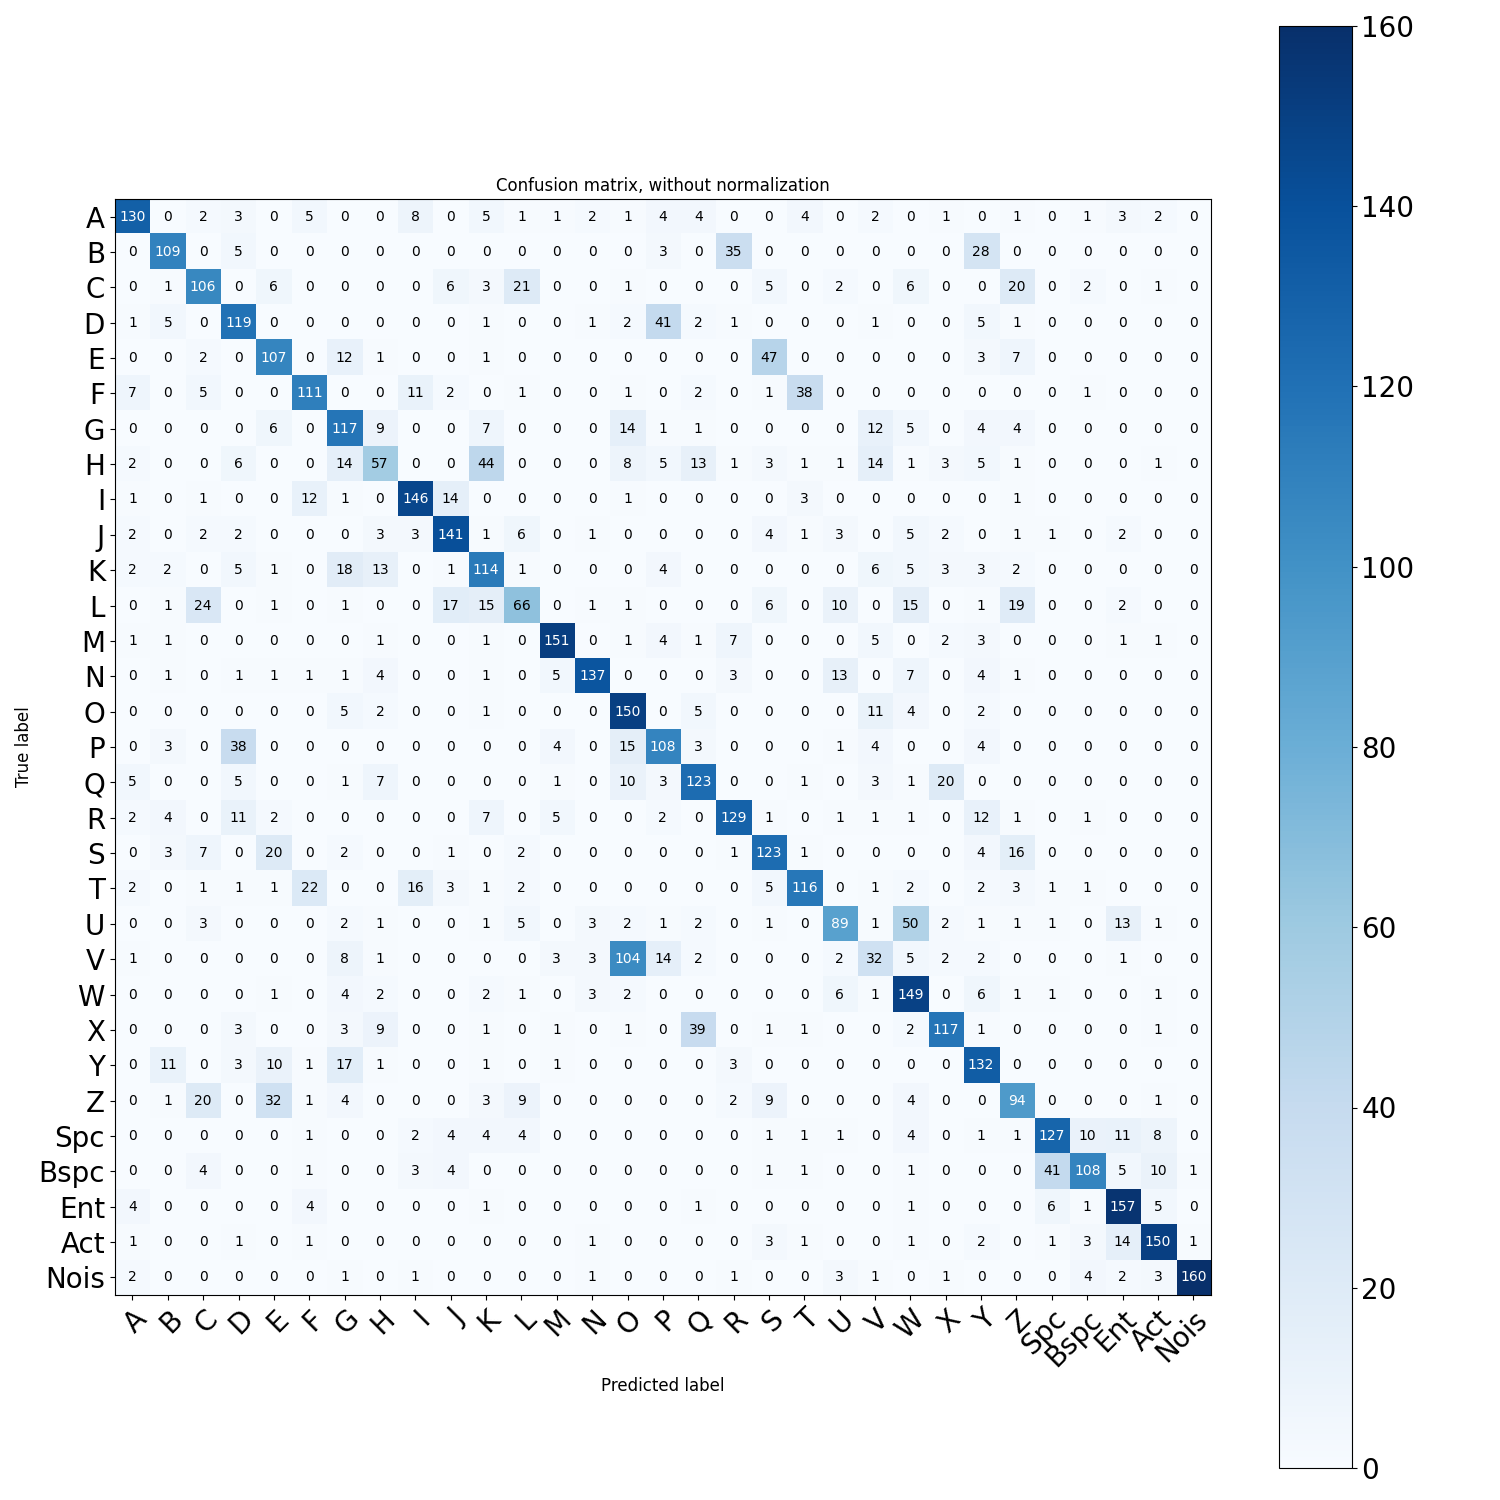 Confusion matrix, without normalization
A 130 0 2 3 0 5 0 0 8 0 5 1 1 2 1 4 4 0 0 4 0 2 0 1 0 1 0 1 3 2 0
B 0 109 0 5 0 0 0 0 0 0 0 0 0 0 0 3 0 35 0 0 0 0 0 0 28 0 0 0 0 0 0
C 0 1 106 0 6 0 0 0 0 6 3 21 0 0 1 0 0 0 5 0 2 0 6 0 0 20 0 2 0 1 0
D 1 5 0 119 0 0 0 0 0 0 1 0 0 1 2 41 2 1 0 0 0 1 0 0 5 1 0 0 0 0 0
E 0 0 2 0 107 0 12 1 0 0 1 0 0 0 0 0 0 0 47 0 0 0 0 0 3 7 0 0 0 0 0
F 7 0 5 0 0 111 0 0 11 2 0 1 0 0 1 0 2 0 1 38 0 0 0 0 0 0 0 1 0 0 0
G 0 0 0 0 6 0 117 9 0 0 7 0 0 0 14 1 1 0 0 0 0 12 5 0 4 4 0 0 0 0 0
H 2 0 0 6 0 0 14 57 0 0 44 0 0 0 8 5 13 1 3 1 1 14 1 3 5 1 0 0 0 1 0
I 1 0 1 0 0 12 1 0 146 14 0 0 0 0 1 0 0 0 0 3 0 0 0 0 0 1 0 0 0 0 0
J 2 0 2 2 0 0 0 3 3 141 1 6 0 1 0 0 0 0 4 1 3 0 5 2 0 1 1 0 2 0 0
K 2 2 0 5 1 0 18 13 0 1 114 1 0 0 0 4 0 0 0 0 0 6 5 3 3 2 0 0 0 0 0
L 0 1 24 0 1 0 1 0 0 17 15 66 0 1 1 0 0 0 6 0 10 0 15 0 1 19 0 0 2 0 0
M 1 1 0 0 0 0 0 1 0 0 1 0 151 0 1 4 1 7 0 0 0 5 0 2 3 0 0 0 1 1 0
N 0 1 0 1 1 1 1 4 0 0 1 0 5 137 0 0 0 3 0 0 13 0 7 0 4 1 0 0 0 0 0
O 0 0 0 0 0 0 5 2 0 0 1 0 0 0 150 0 5 0 0 0 0 11 4 0 2 0 0 0 0 0 0
P 0 3 0 38 0 0 0 0 0 0 0 0 4 0 15 108 3 0 0 0 1 4 0 0 4 0 0 0 0 0 0
Q 5 0 0 5 0 0 1 7 0 0 0 0 1 0 10 3 123 0 0 1 0 3 1 20 0 0 0 0 0 0 0
R 2 4 0 11 2 0 0 0 0 0 7 0 5 0 0 2 0 129 1 0 1 1 1 0 12 1 0 1 0 0 0
S 0 3 7 0 20 0 2 0 0 1 0 2 0 0 0 0 0 1 123 1 0 0 0 0 4 16 0 0 0 0 0
T 2 0 1 1 1 22 0 0 16 3 1 2 0 0 0 0 0 0 5 116 0 1 2 0 2 3 1 1 0 0 0
U 0 0 3 0 0 0 2 1 0 0 1 5 0 3 2 1 2 0 1 0 89 1 50 2 1 1 1 0 13 1 0
V 1 0 0 0 0 0 8 1 0 0 0 0 3 3 104 14 2 0 0 0 2 32 5 2 2 0 0 0 1 0 0
W 0 0 0 0 1 0 4 2 0 0 2 1 0 3 2 0 0 0 0 0 6 1 149 0 6 1 1 0 0 1 0
X 0 0 0 3 0 0 3 9 0 0 1 0 1 0 1 0 39 0 1 1 0 0 2 117 1 0 0 0 0 1 0
Y 0 11 0 3 10 1 17 1 0 0 1 0 1 0 0 0 0 3 0 0 0 0 0 0 132 0 0 0 0 0 0
Z 0 1 20 0 32 1 4 0 0 0 3 9 0 0 0 0 0 2 9 0 0 0 4 0 0 94 0 0 0 1 0
Spc 0 0 0 0 0 1 0 0 2 4 4 4 0 0 0 0 0 0 1 1 1 0 4 0 1 1 127 10 11 8 0
Bspc 0 0 4 0 0 1 0 0 3 4 0 0 0 0 0 0 0 0 1 1 0 0 1 0 0 0 41 108 5 10 1
Ent 4 0 0 0 0 4 0 0 0 0 1 0 0 0 0 0 1 0 0 0 0 0 1 0 0 0 6 1 157 5 0
Act 1 0 0 1 0 1 0 0 0 0 0 0 0 1 0 0 0 0 3 1 0 0 1 0 2 0 1 3 14 150 1
Nois 2 0 0 0 0 0 1 0 1 0 0 0 0 1 0 0 0 1 0 0 3 1 0 1 0 0 0 4 2 3 160
A B C D E F G H I J K L M N O P Q R S T U V W X Y Z Spc Bspc Ent Act Nois
Predicted label
True label
160
140
120
100
80
60
40
20
0